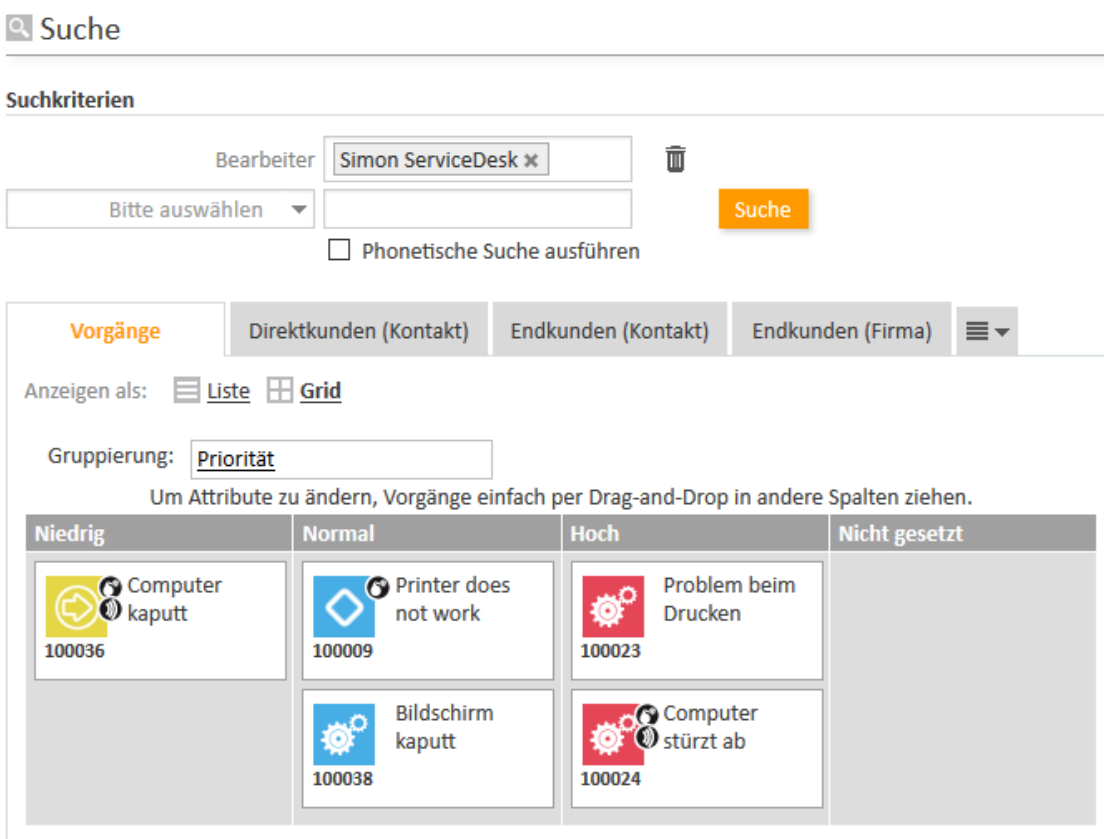 Suche
Suchkriterien
Bearbeiter Simon ServiceDesk
Bitte auswählen Suche
Phonetische Suche ausführen
Vorgänge Direktkunden (Kontakt) Endkunden (Kontakt) Endkunden (Firma)
Anzeigen als: Liste Grid
Gruppierung: Priorität
Um Attribute zu ändern, Vorgänge einfach per Drag-and-Drop in andere Spalten ziehen.
Niedrig Normal Hoch Nicht gesetzt
Computer
kaputt
100036
Printer does
not work
100009
Problem beim
Drucken
100023
Bildschirm
kaputt
100038
Computer
stürzt ab
100024